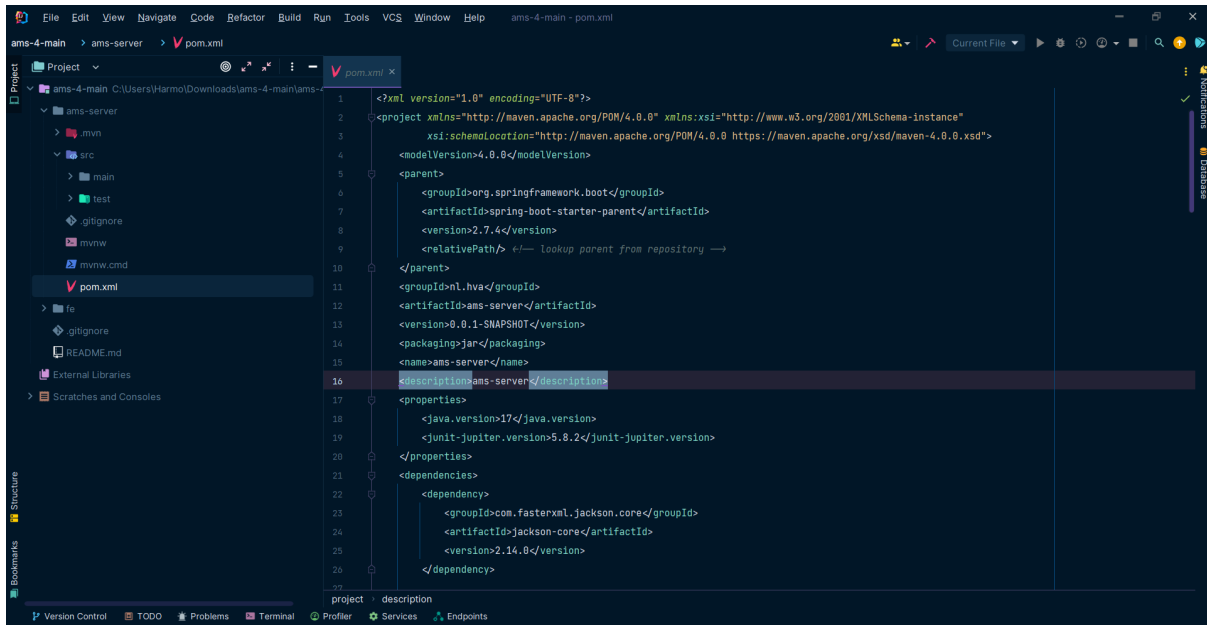 File Edit View Navigate Code Refactor Build Run Tools VCS Window Help ams-4-main - pom.xml
ams-4-main > ams-server > pom.xml
Current File
Project
Project
pom.xml
ams-4-main C:\Users\Harmo\Downloads\ams-4-main\ams-4
ams-server
.mvn
src
main
test
.gitignore
mvnw
mvnw.cmd
pom.xml
fe
.gitignore
README.md
External Libraries
Scratches and Consoles
1 <?xml version="1.0" encoding="UTF-8"?>
2 <project xmlns="http://maven.apache.org/POM/4.0.0" xmlns:xsi="http://www.w3.org/2001/XMLSchema-instance"
3 xsi:schemaLocation="http://maven.apache.org/POM/4.0.0 https://maven.apache.org/xsd/maven-4.0.0.xsd">
4 <modelVersion>4.0.0</modelVersion>
5 <parent>
6 <groupId>org.springframework.boot</groupId>
7 <artifactId>spring-boot-starter-parent</artifactId>
8 <version>2.7.4</version>
9 <relativePath/> <!-- lookup parent from repository -->
10 </parent>
11 <groupId>nl.hva</groupId>
12 <artifactId>ams-server</artifactId>
13 <version>0.0.1-SNAPSHOT</version>
14 <packaging>jar</packaging>
15 <name>ams-server</name>
16 <description>ams-server</description>
17 <properties>
18 <java.version>17</java.version>
19 <junit-jupiter.version>5.8.2</junit-jupiter.version>
20 </properties>
21 <dependencies>
22 <dependency>
23 <groupId>com.fasterxml.jackson.core</groupId>
24 <artifactId>jackson-core</artifactId>
25 <version>2.14.0</version>
26 </dependency>
27
project > description
Notifications
Database
Structure
Bookmarks
Version Control TODO Problems Terminal Profiler Services Endpoints